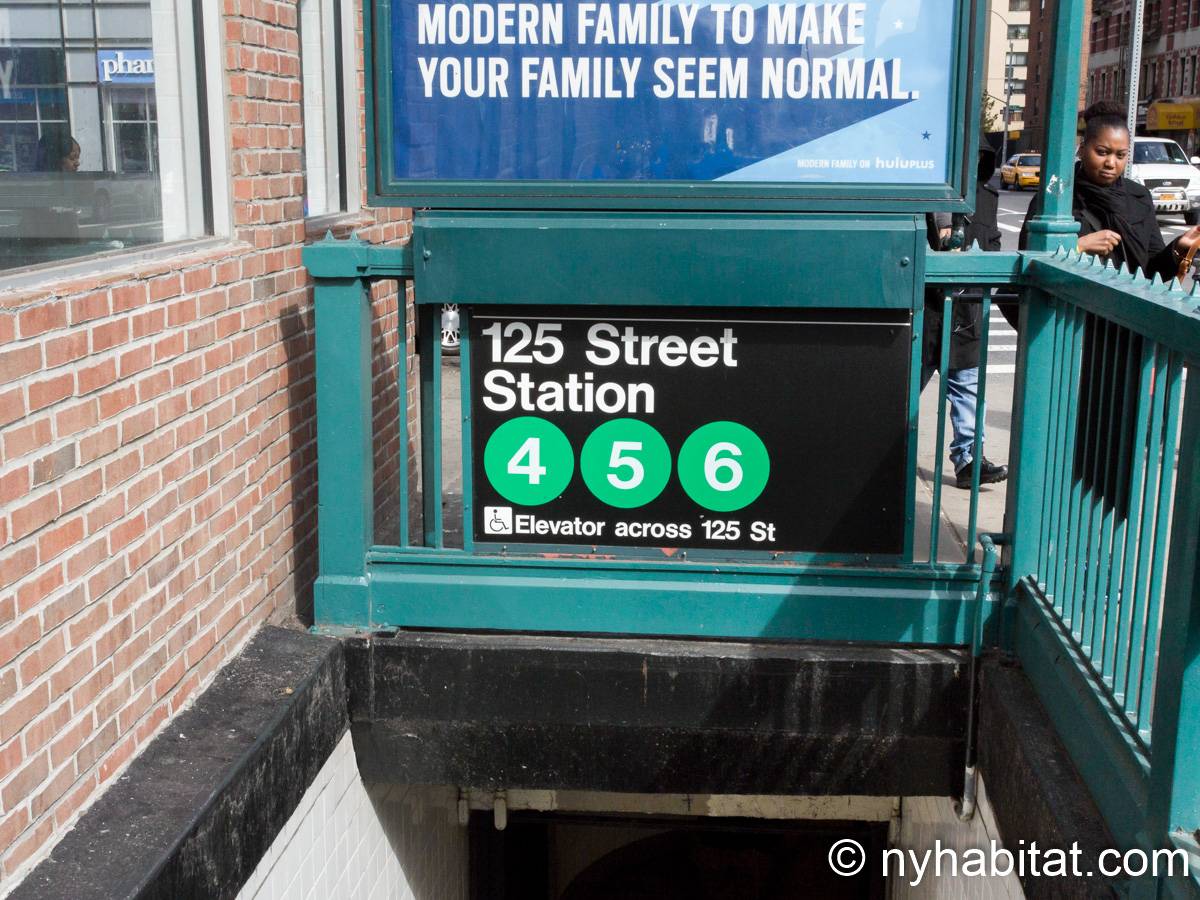 phar
MODERN FAMILY TO MAKE
YOUR FAMILY SEEM NORMAL.
MODERN FAMILY ON huluPLUS
125 Street
Station
4 5 6
Elevator across 125 St
© nyhabitat.com